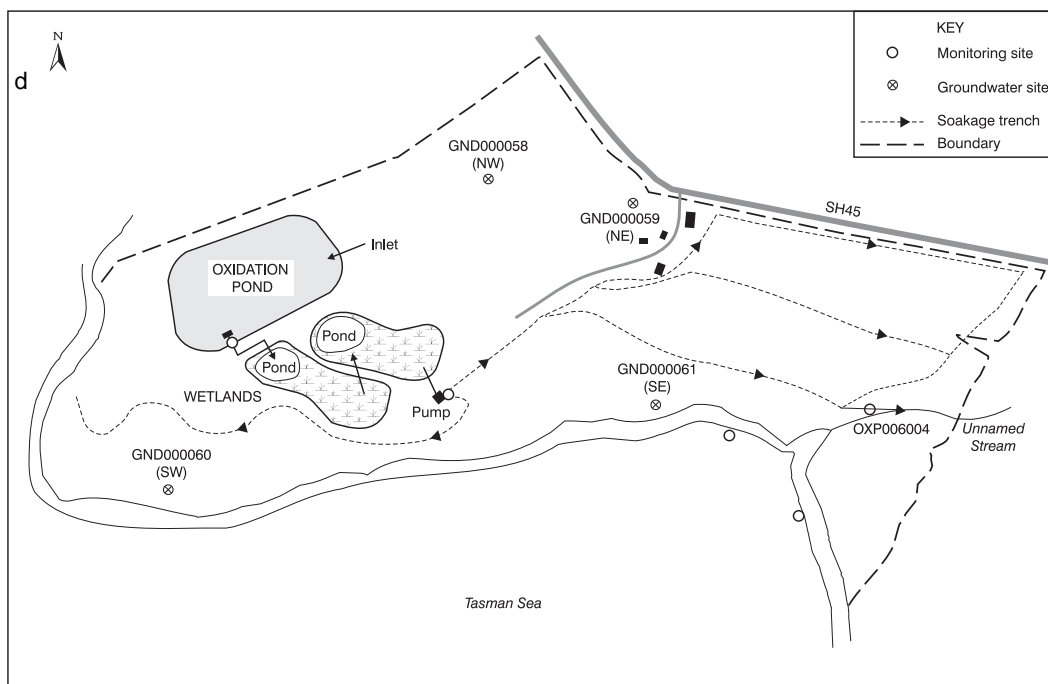 N
d
KEY
Monitoring site
Groundwater site
Soakage trench
Boundary
GND000058
(NW)
SH45
GND000059
(NE)
Inlet
OXIDATION
POND
Pond
Pond
GND000061
(SE)
WETLANDS
Pump
OXP006004
Unnamed
Stream
GND000060
(SW)
Tasman Sea